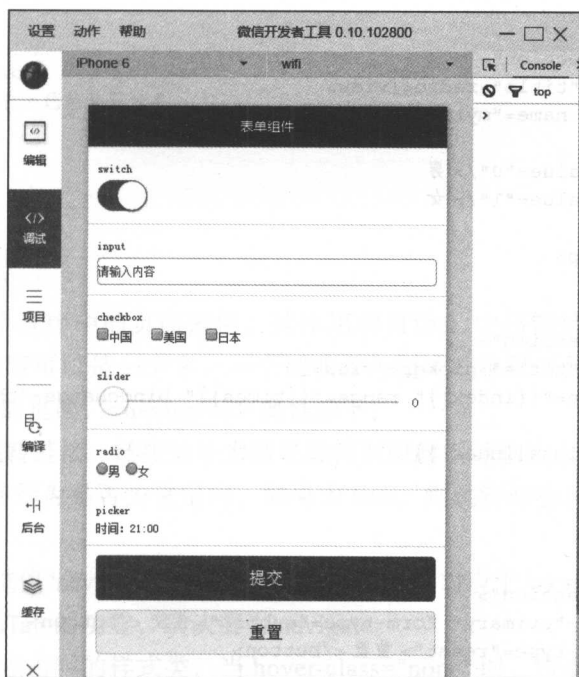 设置 动作 帮助 微信开发者工具 0.10.102800
iPhone 6 wifi Console
top
编辑
调试
项目
编译
后台
缓存
表单组件
switch
input
请输入内容
checkbox
中国 美国 日本
slider
0
radio
男 女
picker
时间：21:00
提交
重置